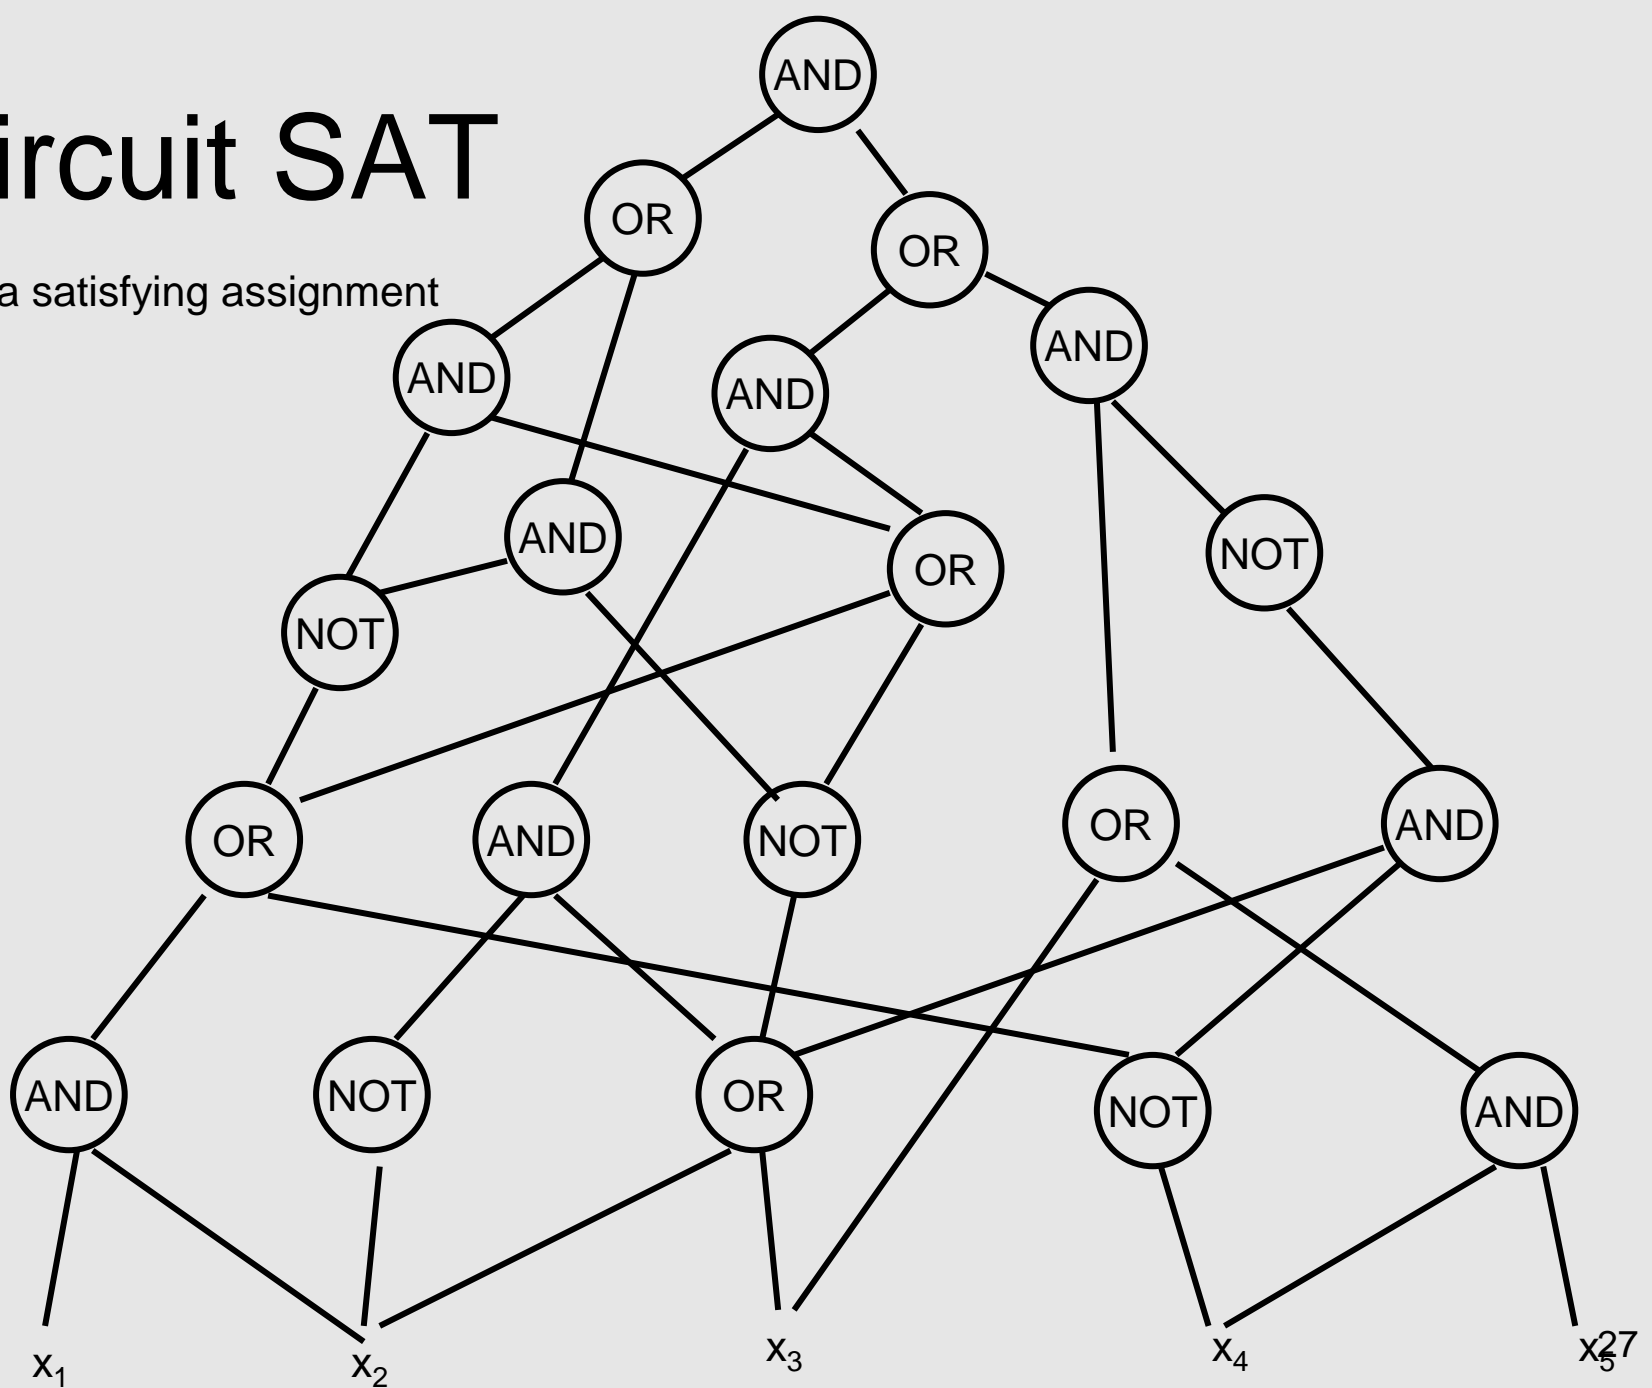 AND
ircuit SAT
OR
OR
a satisfying assignment
AND
AND
AND
AND
OR
NOT
NOT
OR
AND
NOT
OR
AND
AND
NOT
OR
NOT
AND
x1
x2
x3
x4
x5
27